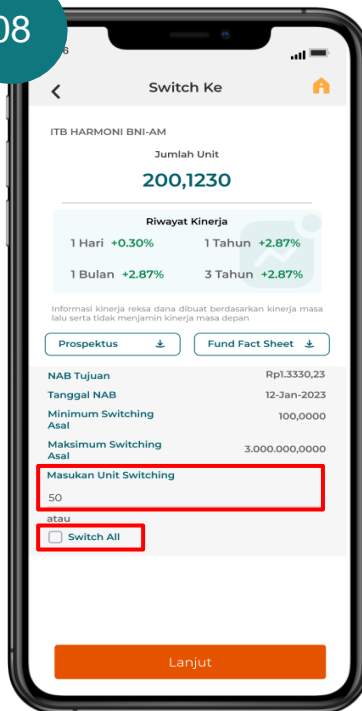 08
6
Switch Ke
ITB HARMONI BNI-AM
Jumlah Unit
200,1230
Riwayat Kinerja
1 Hari +0.30% 1 Tahun +2.87%
1 Bulan +2.87% 3 Tahun +2.87%
Informasi kinerja reksa dana dibuat berdasarkan kinerja masa
lalu serta tidak menjamin kinerja masa depan
Prospektus Fund Fact Sheet
NAB Tujuan Rp1.3330,23
Tanggal NAB 12-Jan-2023
Minimum Switching
Asal 100,0000
Maksimum Switching
Asal 3.000.000,0000
Masukan Unit Switching
50
atau
Switch All
Lanjut